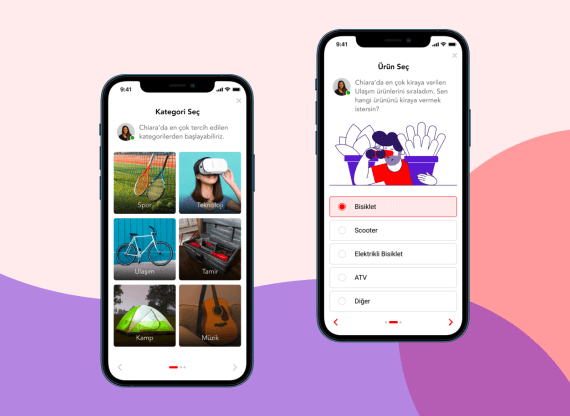 9:41
Kategori Seç
Chiara'da en çok tercih edilen
kategorilerden başlayabiliriz.
Spor
Teknoloji
Ulaşım
Tamir
Kamp
Müzik
9:41
Ürün Seç
Chiara'da en çok kiraya verilen
Ulaşım ürünlerini sıraladım. Sen
hangi ürününü kiraya vermek
istersin?
Bisiklet
Scooter
Elektrikli Bisiklet
ATV
Diğer